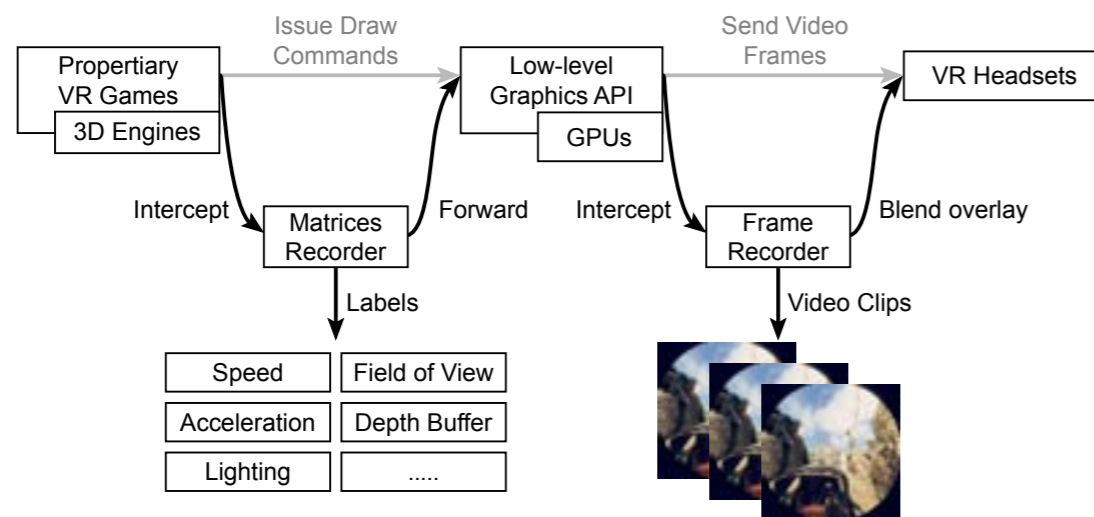 Issue Draw
Commands
Send Video
Frames
Propertiary
VR Games
3D Engines
Low-level
Graphics API
GPUs
VR Headsets
Intercept
Matrices
Recorder
Forward
Intercept
Frame
Recorder
Blend overlay
Labels
Video Clips
Speed
Field of View
Acceleration
Depth Buffer
Lighting
.....